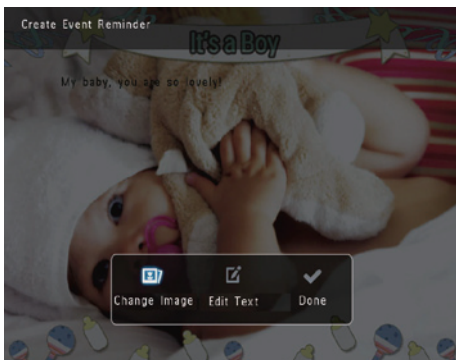 Create Event Reminder
It's a Boy
My baby, you are so lovely!
Change Image
Edit Text
Done